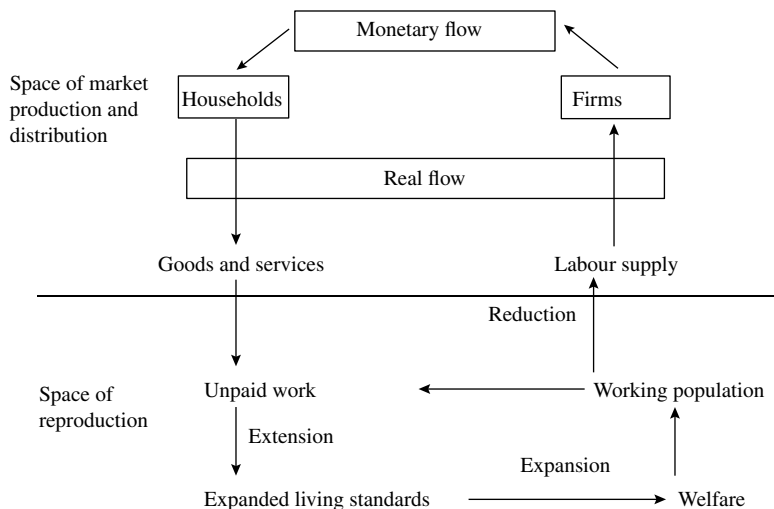 Monetary flow
Space of market
production and
distribution
Households
Firms
Real flow
Goods and services
Labour supply
Reduction
Space of
reproduction
Unpaid work
Working population
Extension
Expansion
Expanded living standards
Welfare